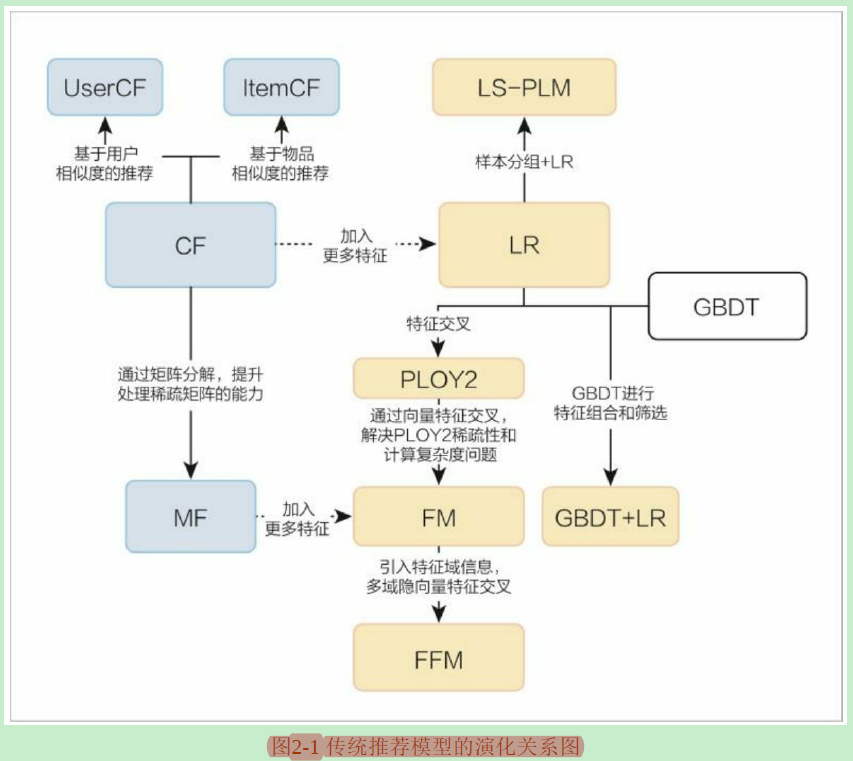 UserCF
ItemCF
LS-PLM
基于用户
相似度的推荐
基于物品
相似度的推荐
样本分组+LR
CF
加入
更多特征
LR
GBDT
特征交叉
通过矩阵分解，提升
处理稀疏矩阵的能力
PLOY2
GBDT进行
特征组合和筛选
通过向量特征交叉，
解决PLOY2稀疏性和
计算复杂度问题
MF
加入
更多特征
FM
GBDT+LR
引入特征域信息，
多域隐向量特征交叉
FFM
图2-1 传统推荐模型的演化关系图